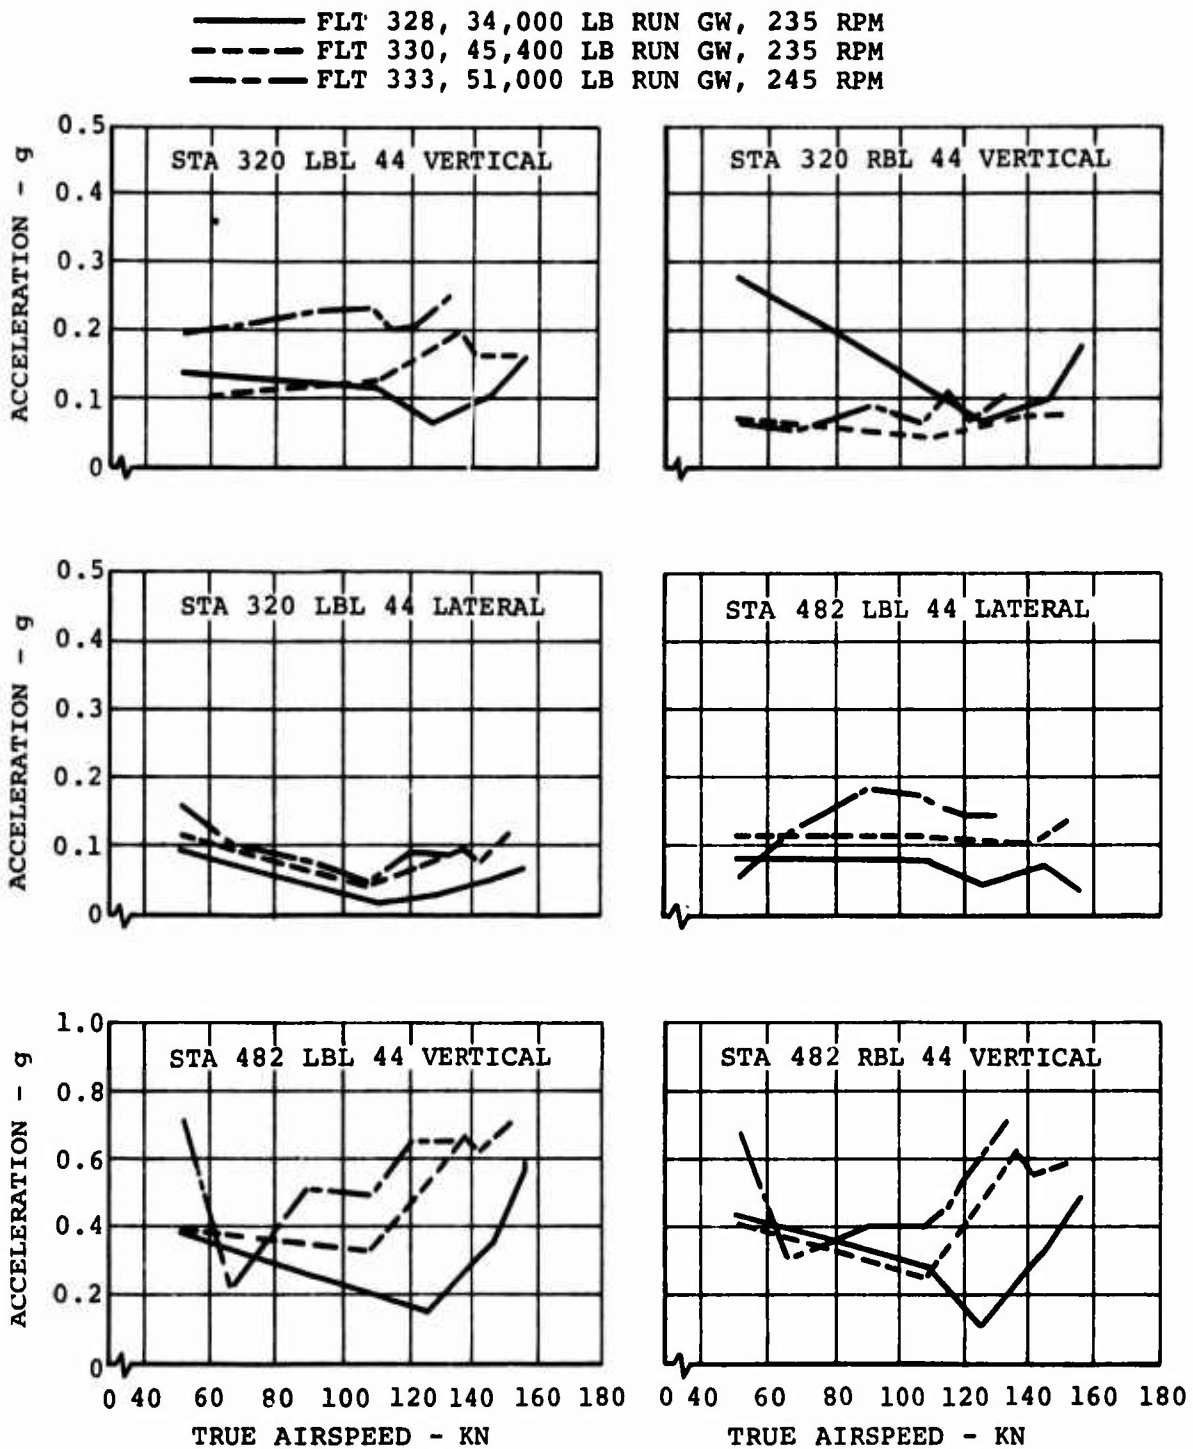 FLT 328, 34,000 LB RUN GW, 235 RPM
FLT 330, 45,400 LB RUN GW, 235 RPM
FLT 333, 51,000 LB RUN GW, 245 RPM
ACCELERATION - g
0.5
0.4
0.3
0.2
0.1
0
STA 320 LBL 44 VERTICAL
STA 320 RBL 44 VERTICAL
ACCELERATION - g
0.5
0.4
0.3
0.2
0.1
0
STA 320 LBL 44 LATERAL
STA 482 LBL 44 LATERAL
ACCELERATION - g
1.0
0.8
0.6
0.4
0.2
0
STA 482 LBL 44 VERTICAL
STA 482 RBL 44 VERTICAL
0 40 60 80 100 120 140 160 180
0 40 60 80 100 120 140 160 180
TRUE AIRSPEED - KN
TRUE AIRSPEED - KN